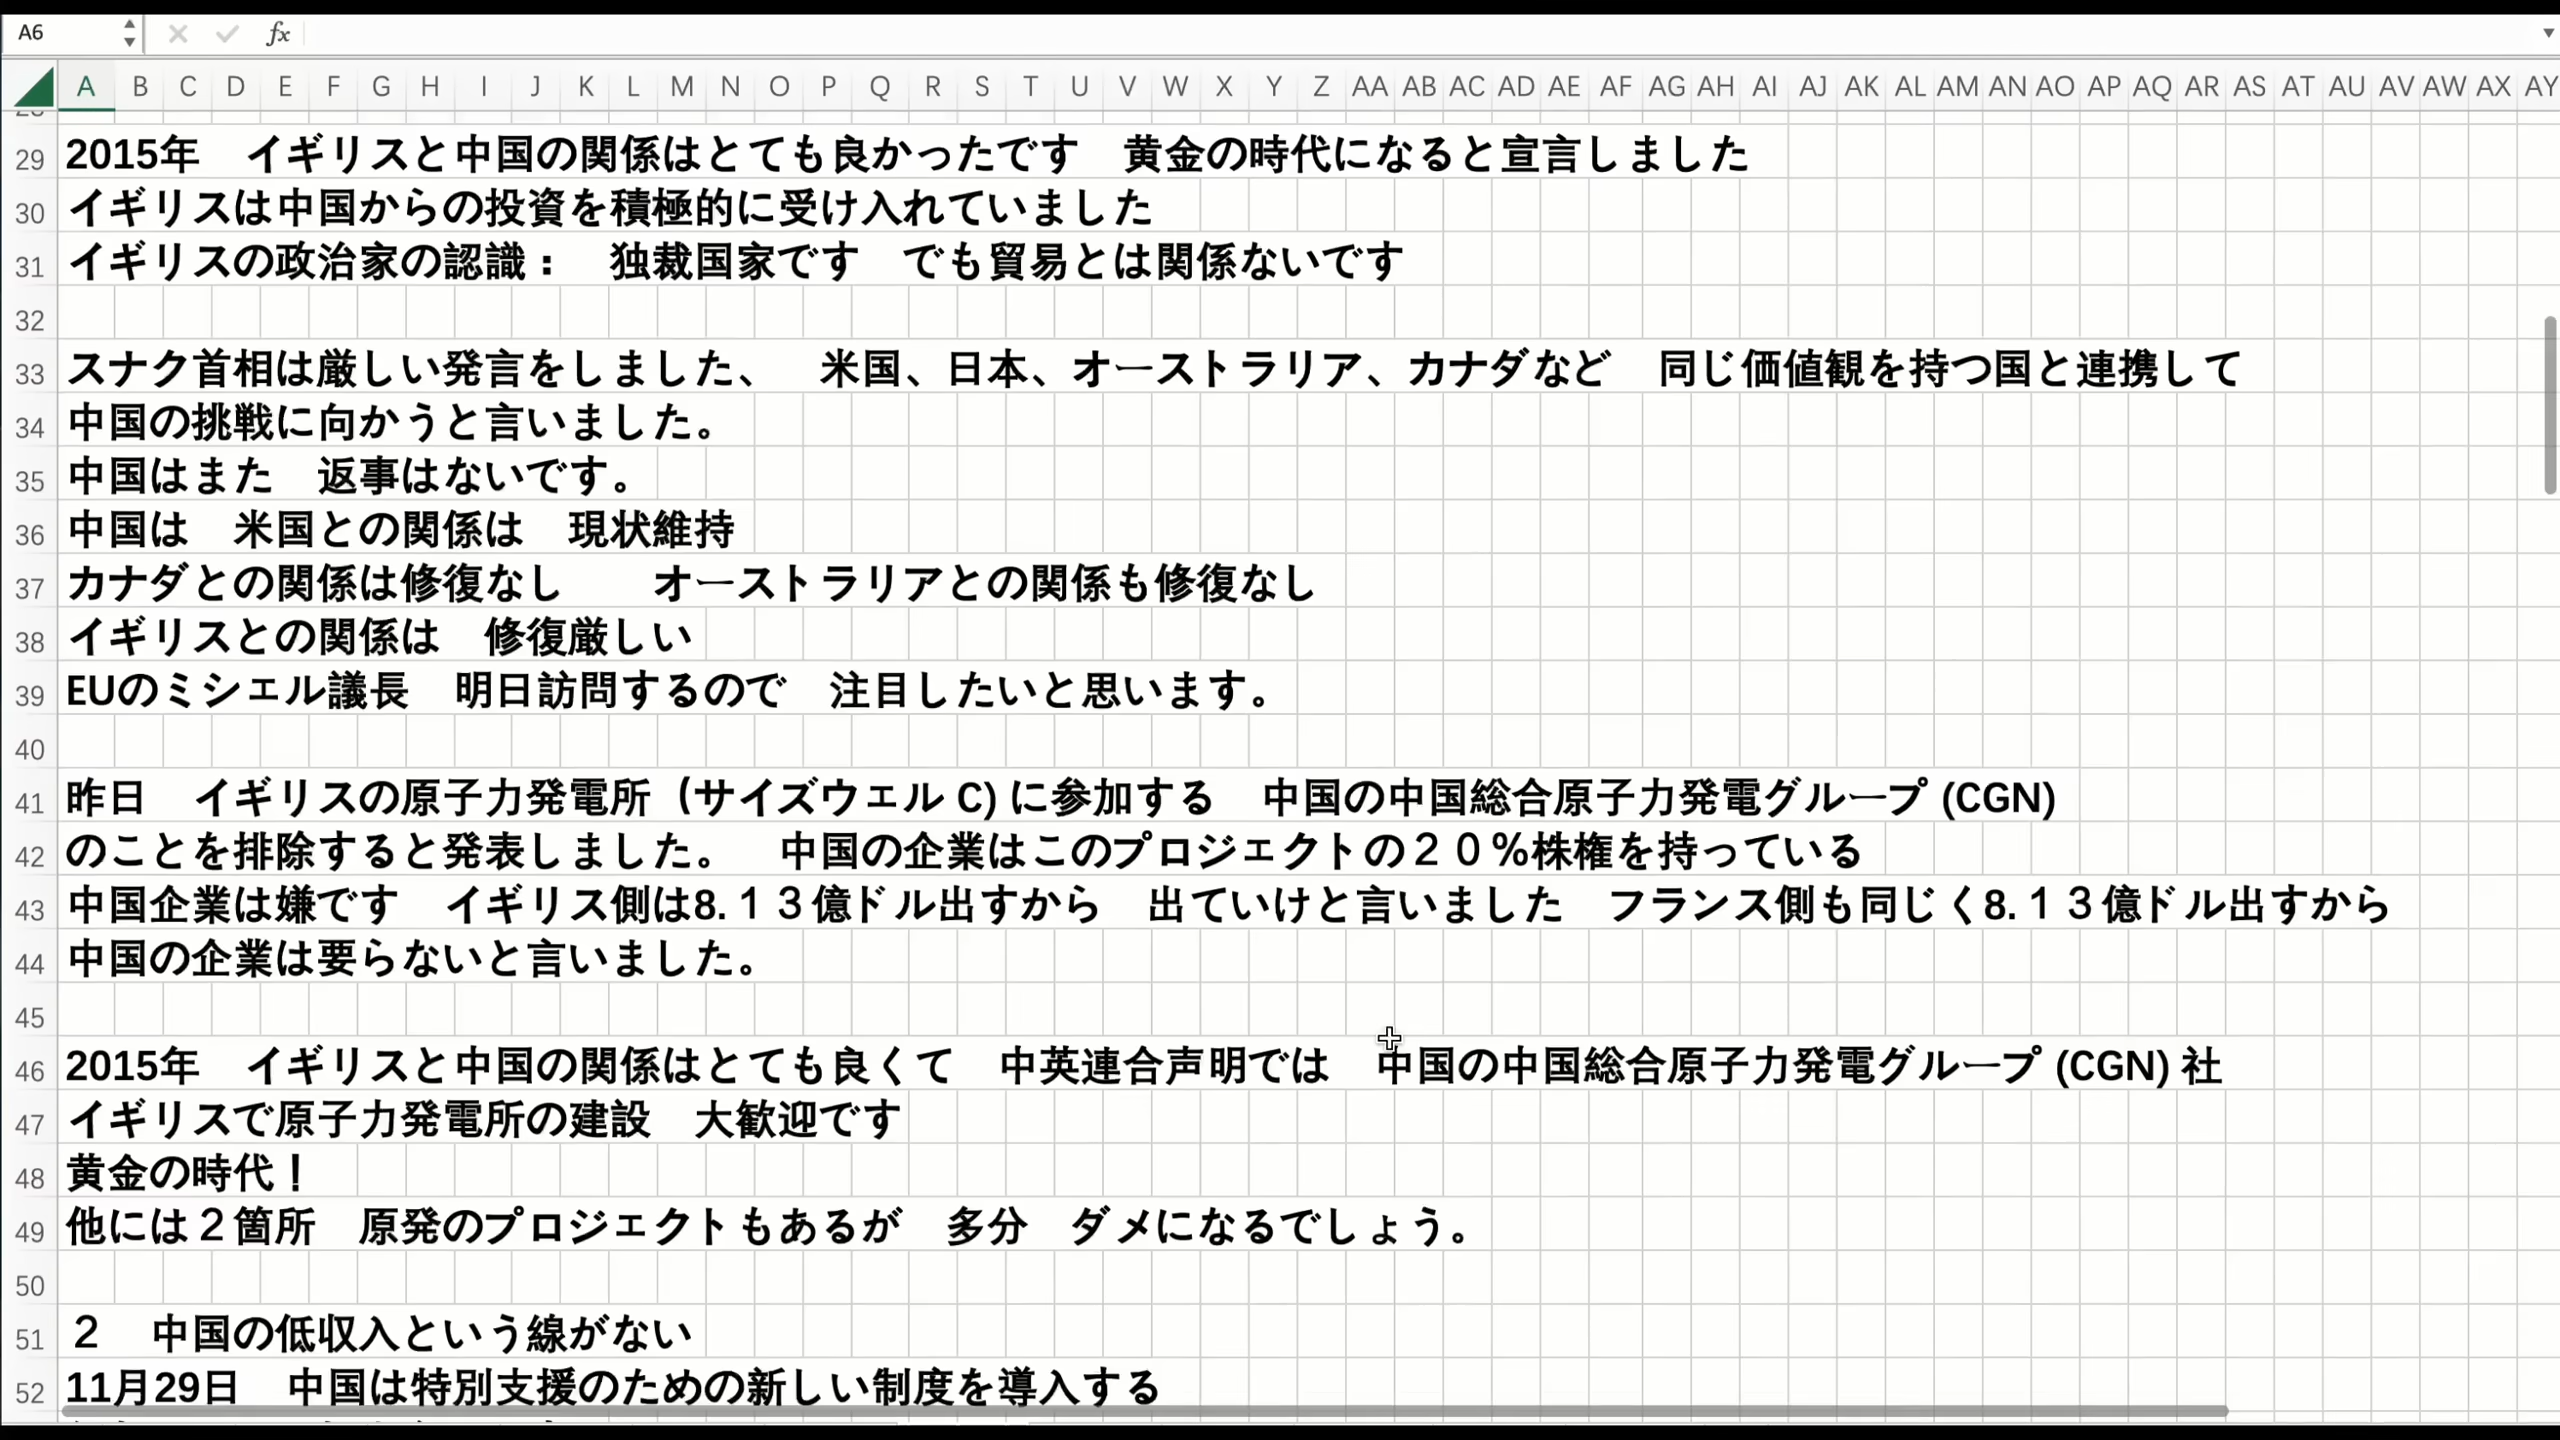 A6 fx
A B C D E F G H I J K L M N O P Q R S T U V W X Y Z AA AB AC AD AE AF AG AH AI AJ AK AL AM AN AO AP AQ AR AS AT AU AV AW AX AY
29 2015年　イギリスと中国の関係はとても良かったです　黄金の時代になると宣言しました
30 イギリスは中国からの投資を積極的に受け入れていました
31 イギリスの政治家の認識：　独裁国家です　でも貿易とは関係ないです
32
33 スナク首相は厳しい発言をしました、　米国、日本、オーストラリア、カナダなど　同じ価値観を持つ国と連携して
34 中国の挑戦に向かうと言いました。
35 中国はまた　返事はないです。
36 中国は　米国との関係は　現状維持
37 カナダとの関係は修復なし　　オーストラリアとの関係も修復なし
38 イギリスとの関係は　修復厳しい
39 EUのミシェル議長　明日訪問するので　注目したいと思います。
40
41 昨日　イギリスの原子力発電所（サイズウェル C) に参加する　中国の中国総合原子力発電グループ (CGN)
42 のことを排除すると発表しました。　中国の企業はこのプロジェクトの２０%株権を持っている
43 中国企業は嫌です　イギリス側は8.１３億ドル出すから　出ていけと言いました　フランス側も同じく8.１３億ドル出すから
44 中国の企業は要らないと言いました。
45
46 2015年　イギリスと中国の関係はとても良くて　中英連合声明では　中国の中国総合原子力発電グループ (CGN) 社
47 イギリスで原子力発電所の建設　大歓迎です
48 黄金の時代！
49 他には２箇所　原発のプロジェクトもあるが　多分　ダメになるでしょう。
50
51 ２　中国の低収入という線がない
52 11月29日　中国は特別支援のための新しい制度を導入する